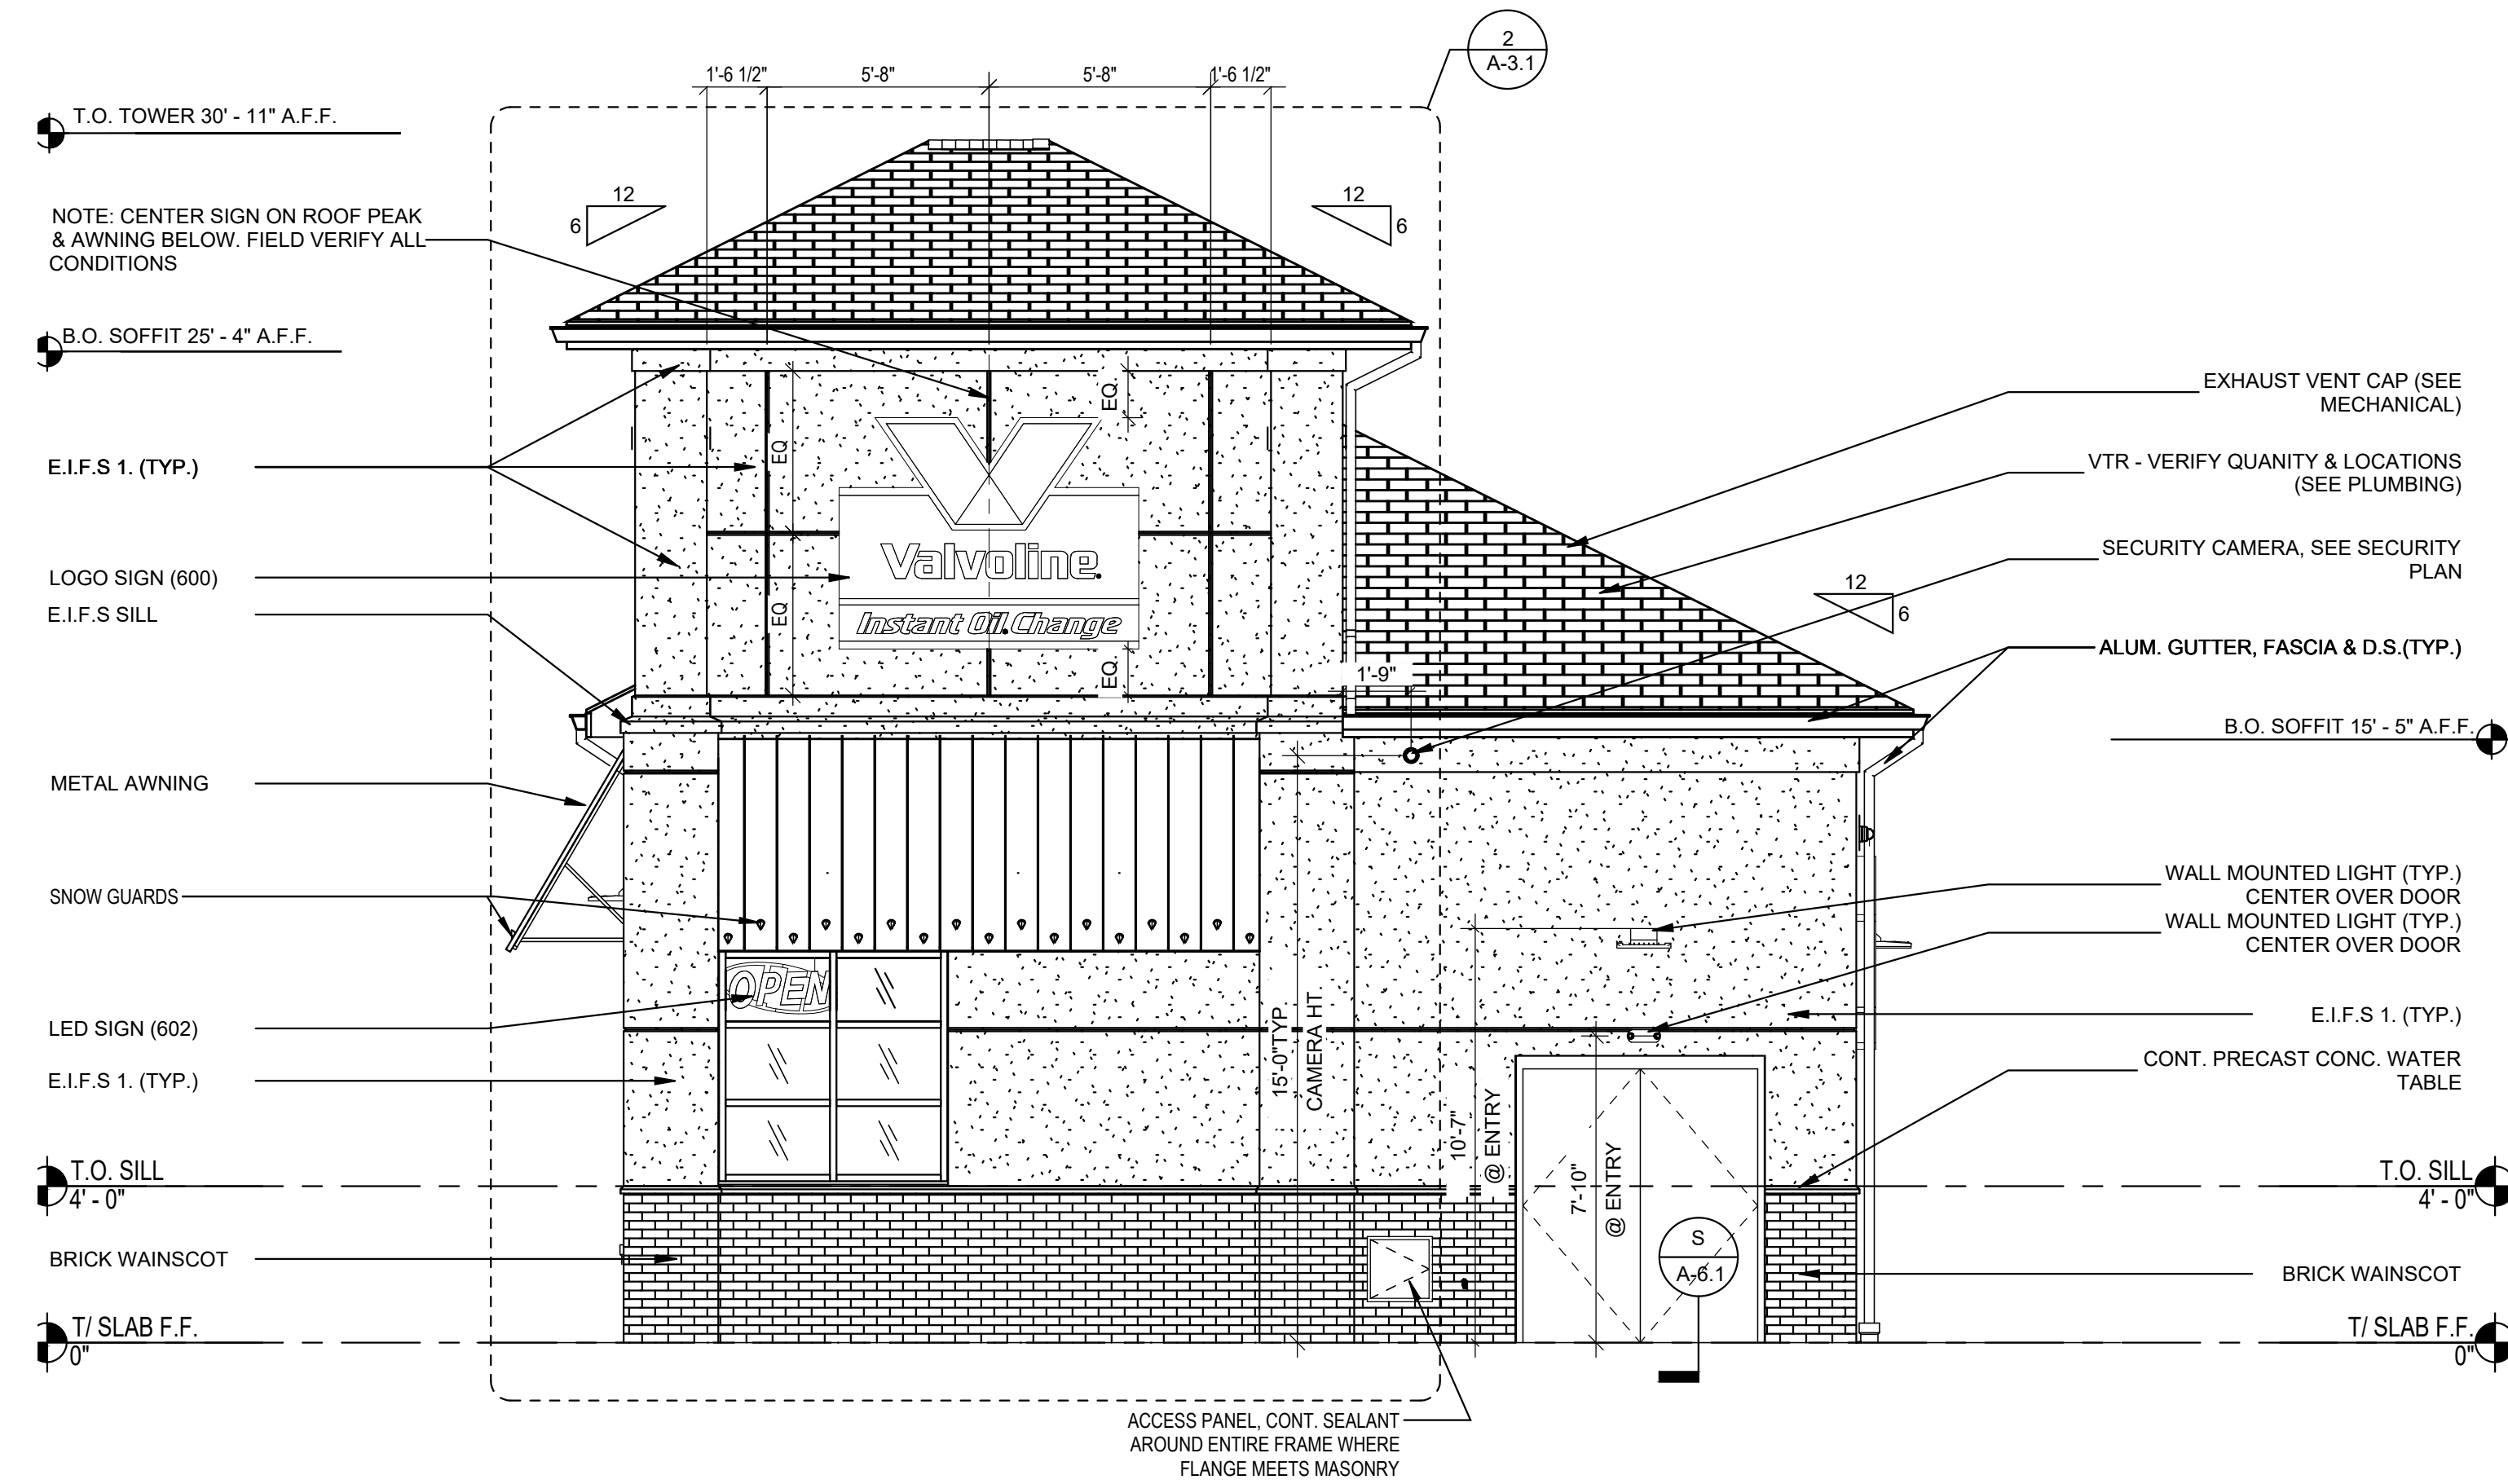 2
A-3.1
1'-6 1/2"
5'-8"
5'-8"
1'-6 1/2"
T.O. TOWER 30' - 11" A.F.F.
12
6
12
6
NOTE: CENTER SIGN ON ROOF PEAK
& AWNING BELOW. FIELD VERIFY ALL
CONDITIONS
B.O. SOFFIT 25' - 4" A.F.F.
E.I.F.S 1. (TYP.)
LOGO SIGN (600)
E.I.F.S SILL
METAL AWNING
SNOW GUARDS
LED SIGN (602)
E.I.F.S 1. (TYP.)
T.O. SILL
4' - 0"
BRICK WAINSCOT
T/ SLAB F.F.
0"
EQ
EQ
EQ
EQ
Valvoline
Instant Oil Change
OPEN
1'-9"
15'-0"TYP
CAMERA HT.
10'-7"
@ ENTRY
7'-10"
@ ENTRY
S
A-6.1
12
6
EXHAUST VENT CAP (SEE
MECHANICAL)
VTR - VERIFY QUANITY & LOCATIONS
(SEE PLUMBING)
SECURITY CAMERA, SEE SECURITY
PLAN
ALUM. GUTTER, FASCIA & D.S.(TYP.)
B.O. SOFFIT 15' - 5" A.F.F.
WALL MOUNTED LIGHT (TYP.)
CENTER OVER DOOR
WALL MOUNTED LIGHT (TYP.)
CENTER OVER DOOR
E.I.F.S 1. (TYP.)
CONT. PRECAST CONC. WATER
TABLE
T.O. SILL
4' - 0"
BRICK WAINSCOT
T/ SLAB F.F.
0"
ACCESS PANEL, CONT. SEALANT
AROUND ENTIRE FRAME WHERE
FLANGE MEETS MASONRY